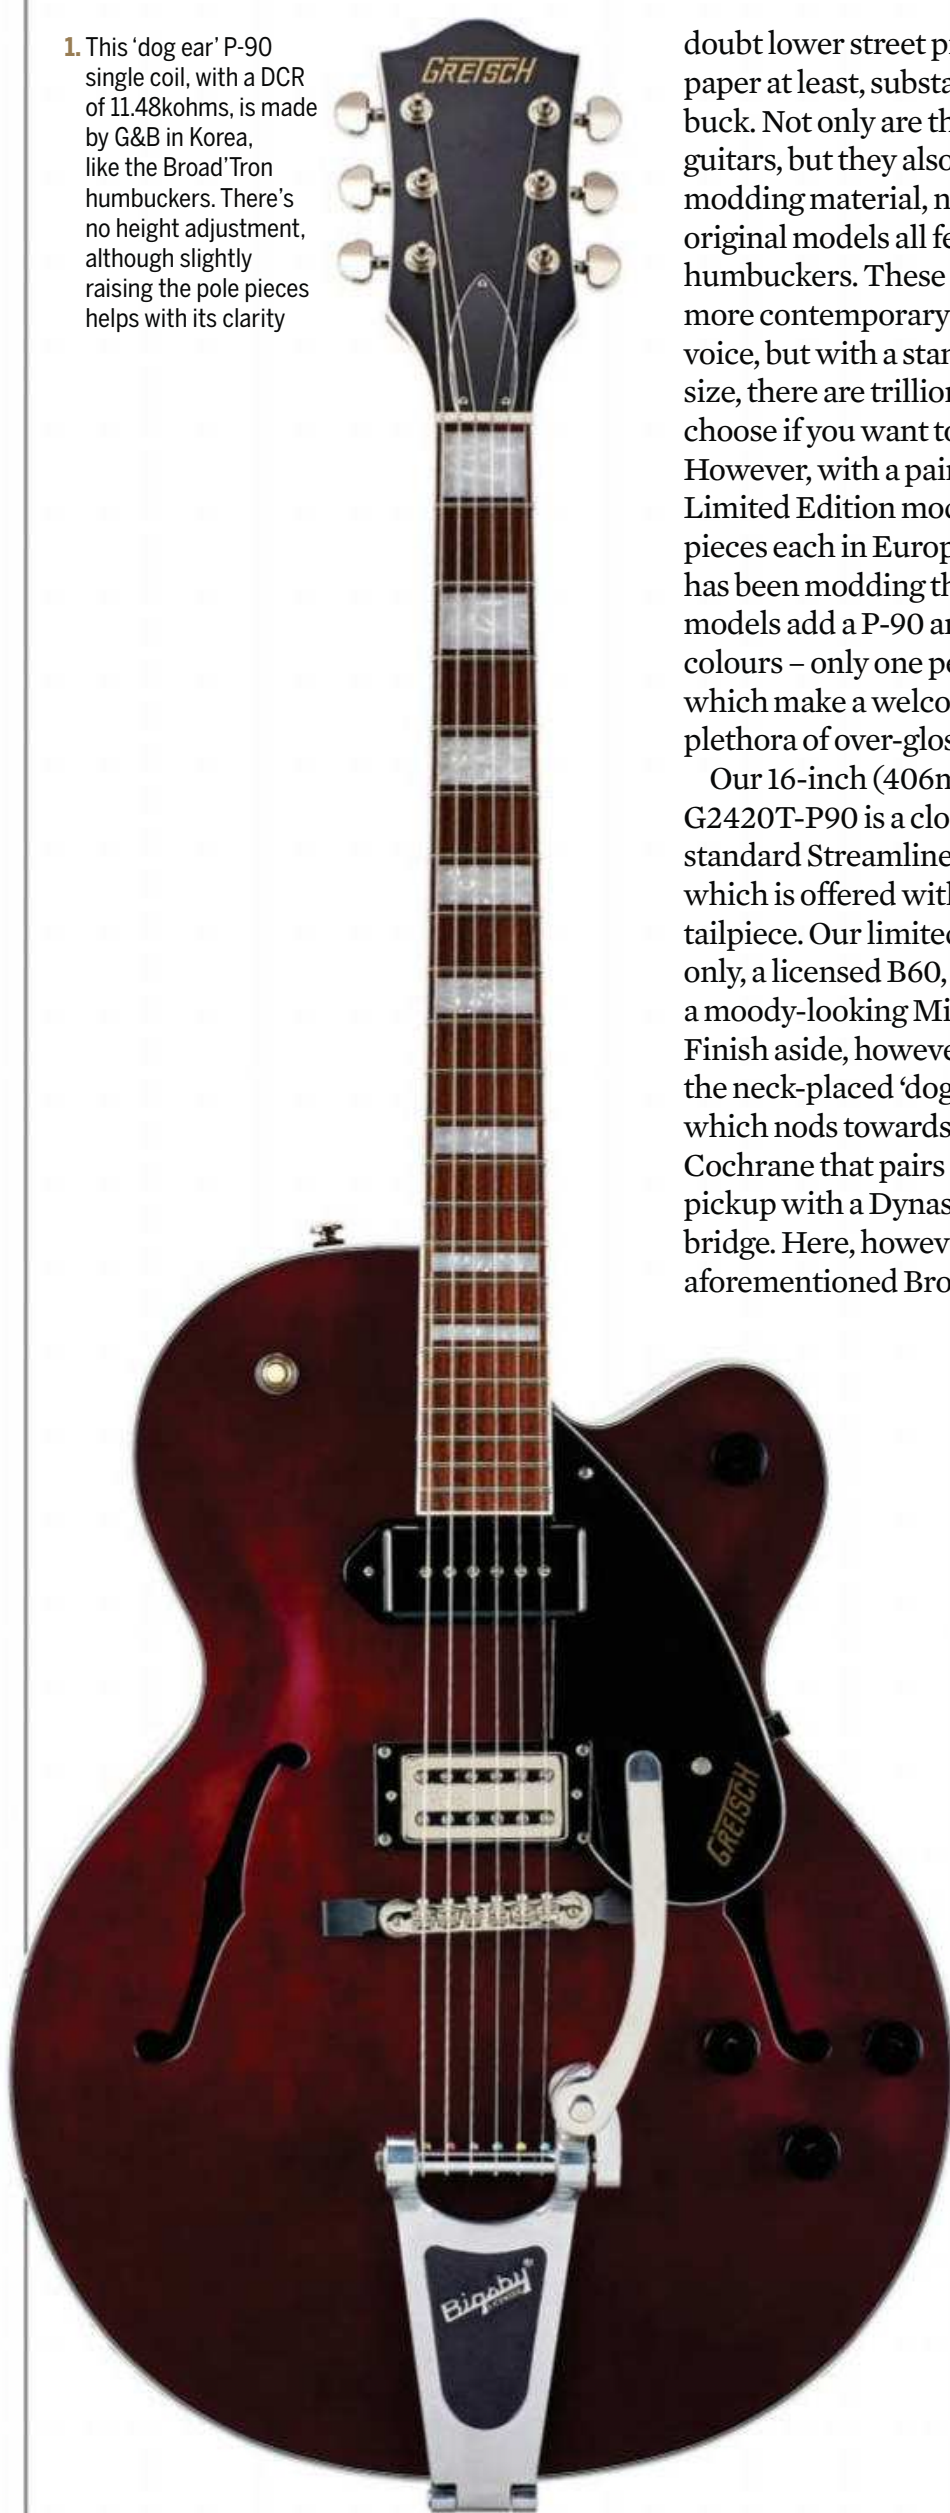 1. This ‘dog ear’ P-90
single coil, with a DCR
of 11.48kohms, is made
by G&B in Korea,
like the Broad’Tron
humbuckers. There’s
no height adjustment,
although slightly
raising the pole pieces
helps with its clarity
GRETSCH
doubt lower street p
paper at least, substa
buck. Not only are th
guitars, but they also
modding material, n
original models all fe
humbuckers. These
more contemporary
voice, but with a star
size, there are trillion
choose if you want to
However, with a pair
Limited Edition mod
pieces each in Europ
has been modding th
models add a P-90 an
colours – only one pe
which make a welco
plethora of over-glos
Our 16-inch (406m
G2420T-P90 is a clo
standard Streamline
which is offered with
tailpiece. Our limited
only, a licensed B60,
a moody-looking Mi
Finish aside, howeve
the neck-placed ‘dog
which nods towards
Cochrane that pairs
pickup with a Dynas
bridge. Here, howev
aforementioned Bro
GRETSCH
Bigsby